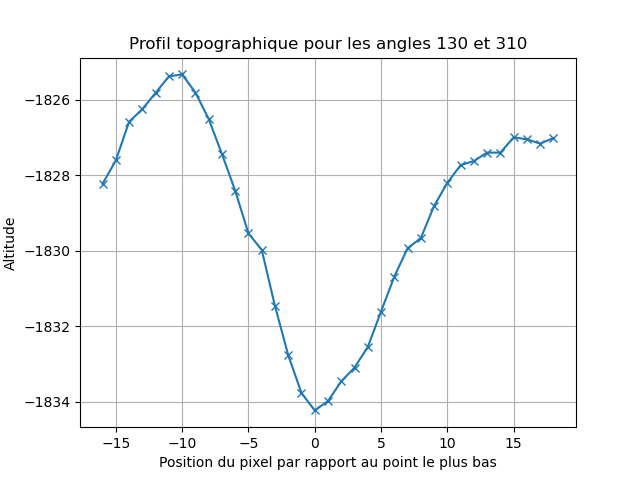 Profil topographique pour les angles 130 et 310
Altitude
−1826
−1828
−1830
−1832
−1834
−15 −10 −5 0 5 10 15
Position du pixel par rapport au point le plus bas